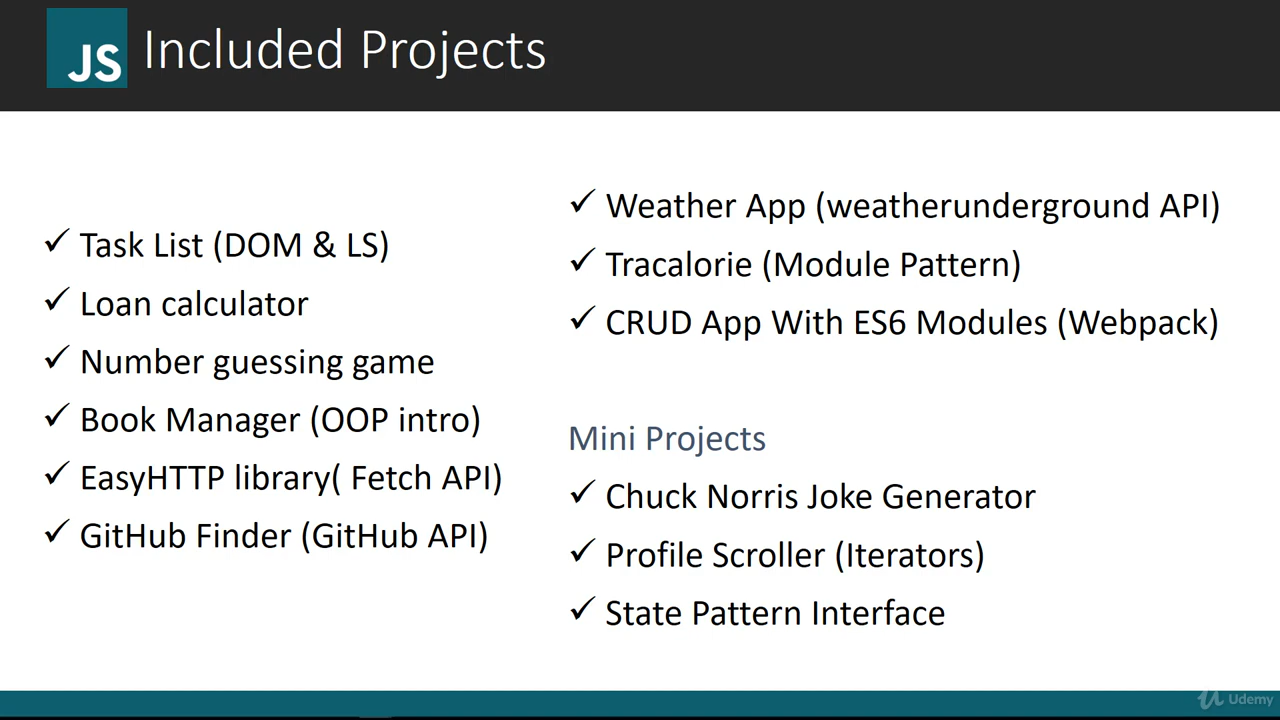 JS Included Projects
✓ Task List (DOM & LS)
✓ Loan calculator
✓ Number guessing game
✓ Book Manager (OOP intro)
✓ EasyHTTP library( Fetch API)
✓ GitHub Finder (GitHub API)
✓ Weather App (weatherunderground API)
✓ Tracalorie (Module Pattern)
✓ CRUD App With ES6 Modules (Webpack)
Mini Projects
✓ Chuck Norris Joke Generator
✓ Profile Scroller (Iterators)
✓ State Pattern Interface
Udemy